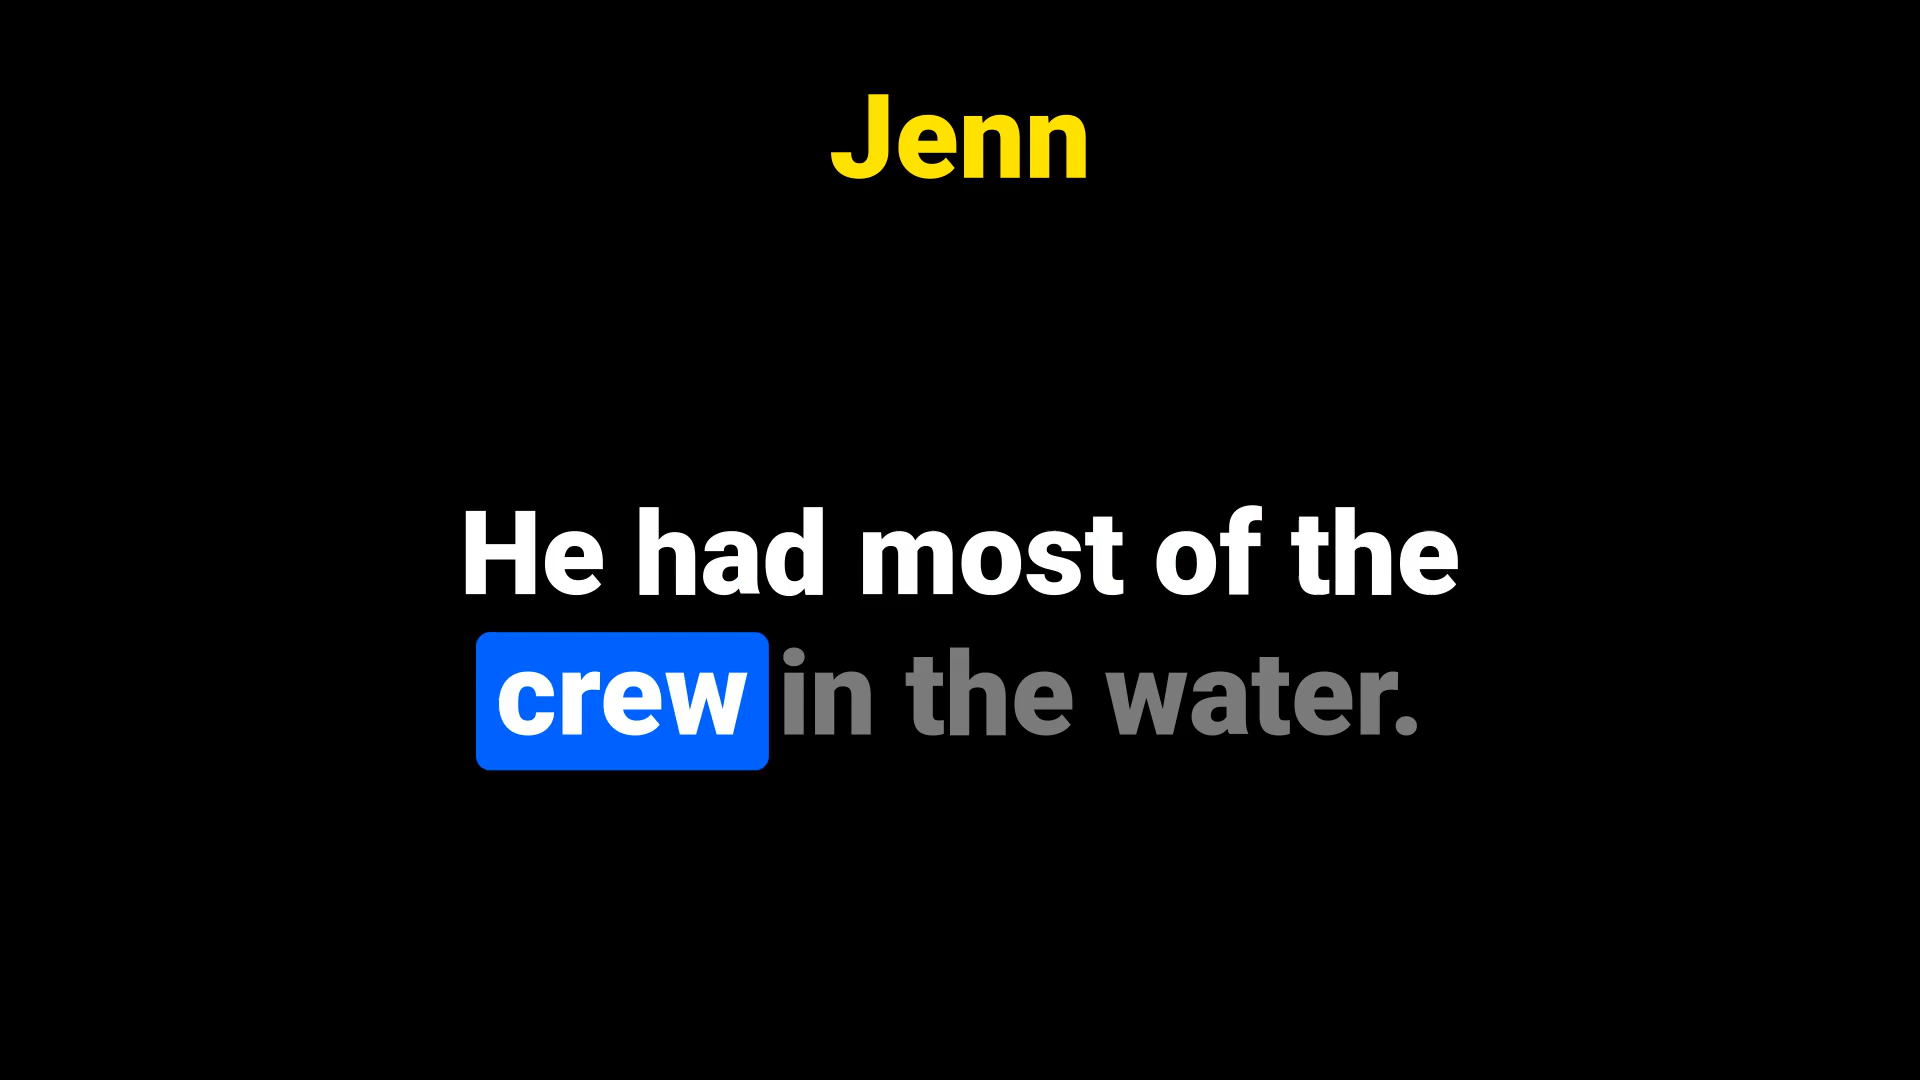 Jenn
He had most of the
crew in the water.